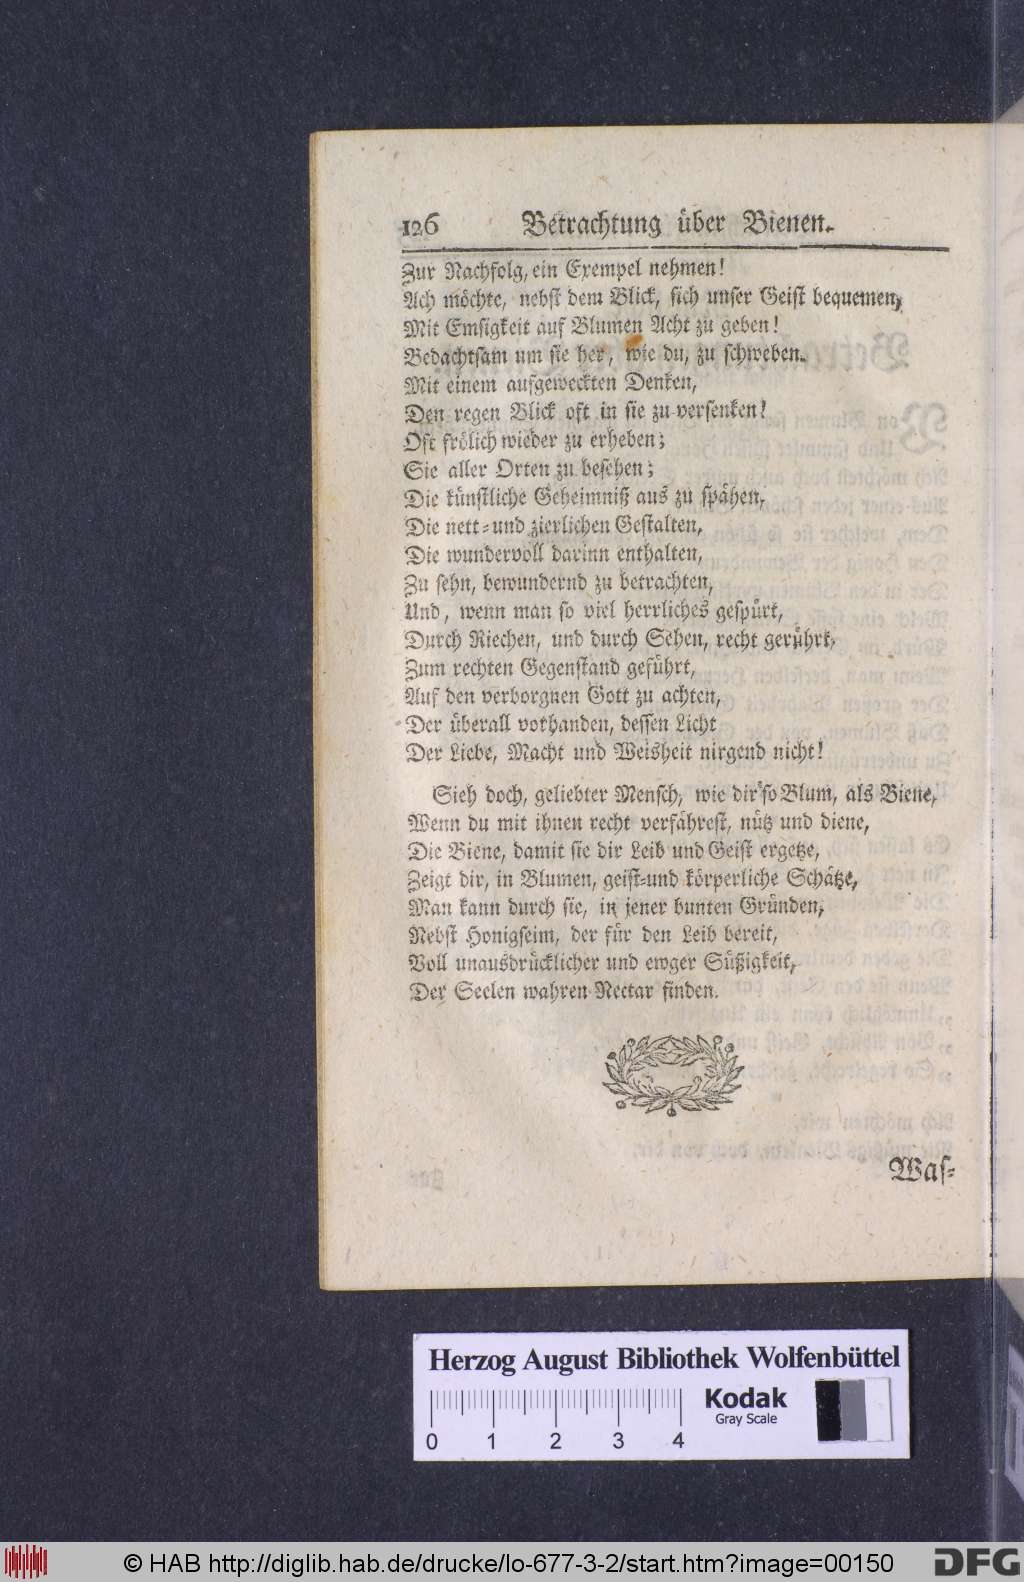 126 Betrachtung über Bienen.
Zur Nachfolg, ein Exempel nehmen!
Ach möchte, nebst dem Blick, sich unser Geist bequemen,
Mit Emsigkeit auf Blumen Acht zu geben!
Bedachtsam um sie her, wie du, zu schweben.
Mit einem aufgeweckten Denken,
Den regen Blick oft in sie zu versenken!
Oft frölich wieder zu erheben;
Sie aller Orten zu besehen;
Die künstliche Geheimniß aus zu spähen,
Die nett- und zierlichen Gestalten,
Die wundervoll darinn enthalten,
Zu sehn, bewundernd zu betrachten,
Und, wenn man so viel herrliches gespürt,
Durch Riechen, und durch Sehen, recht gerührt,
Zum rechten Gegenstand geführt,
Auf den verborgnen Gott zu achten,
Der überall vorhanden, dessen Licht
Der Liebe, Macht und Weisheit nirgend nicht!
Sieh doch, geliebter Mensch, wie dir so Blum, als Biene,
Wenn du mit ihnen recht verfährest, nütz und diene,
Die Biene, damit sie dir Leib und Geist ergetze,
Zeigt dir, in Blumen, geist-und körperliche Schätze,
Man kann durch sie, in jener bunten Gründen,
Nebst Honigseim, der für den Leib bereit,
Voll unausdrücklicher und ewger Süßigkeit,
Der Seelen wahren Nectar finden.
Was-
Herzog August Bibliothek Wolfenbüttel
Kodak
Gray Scale
0 1 2 3 4
© HAB http://diglib.hab.de/drucke/lo-677-3-2/start.htm?image=00150
DFG